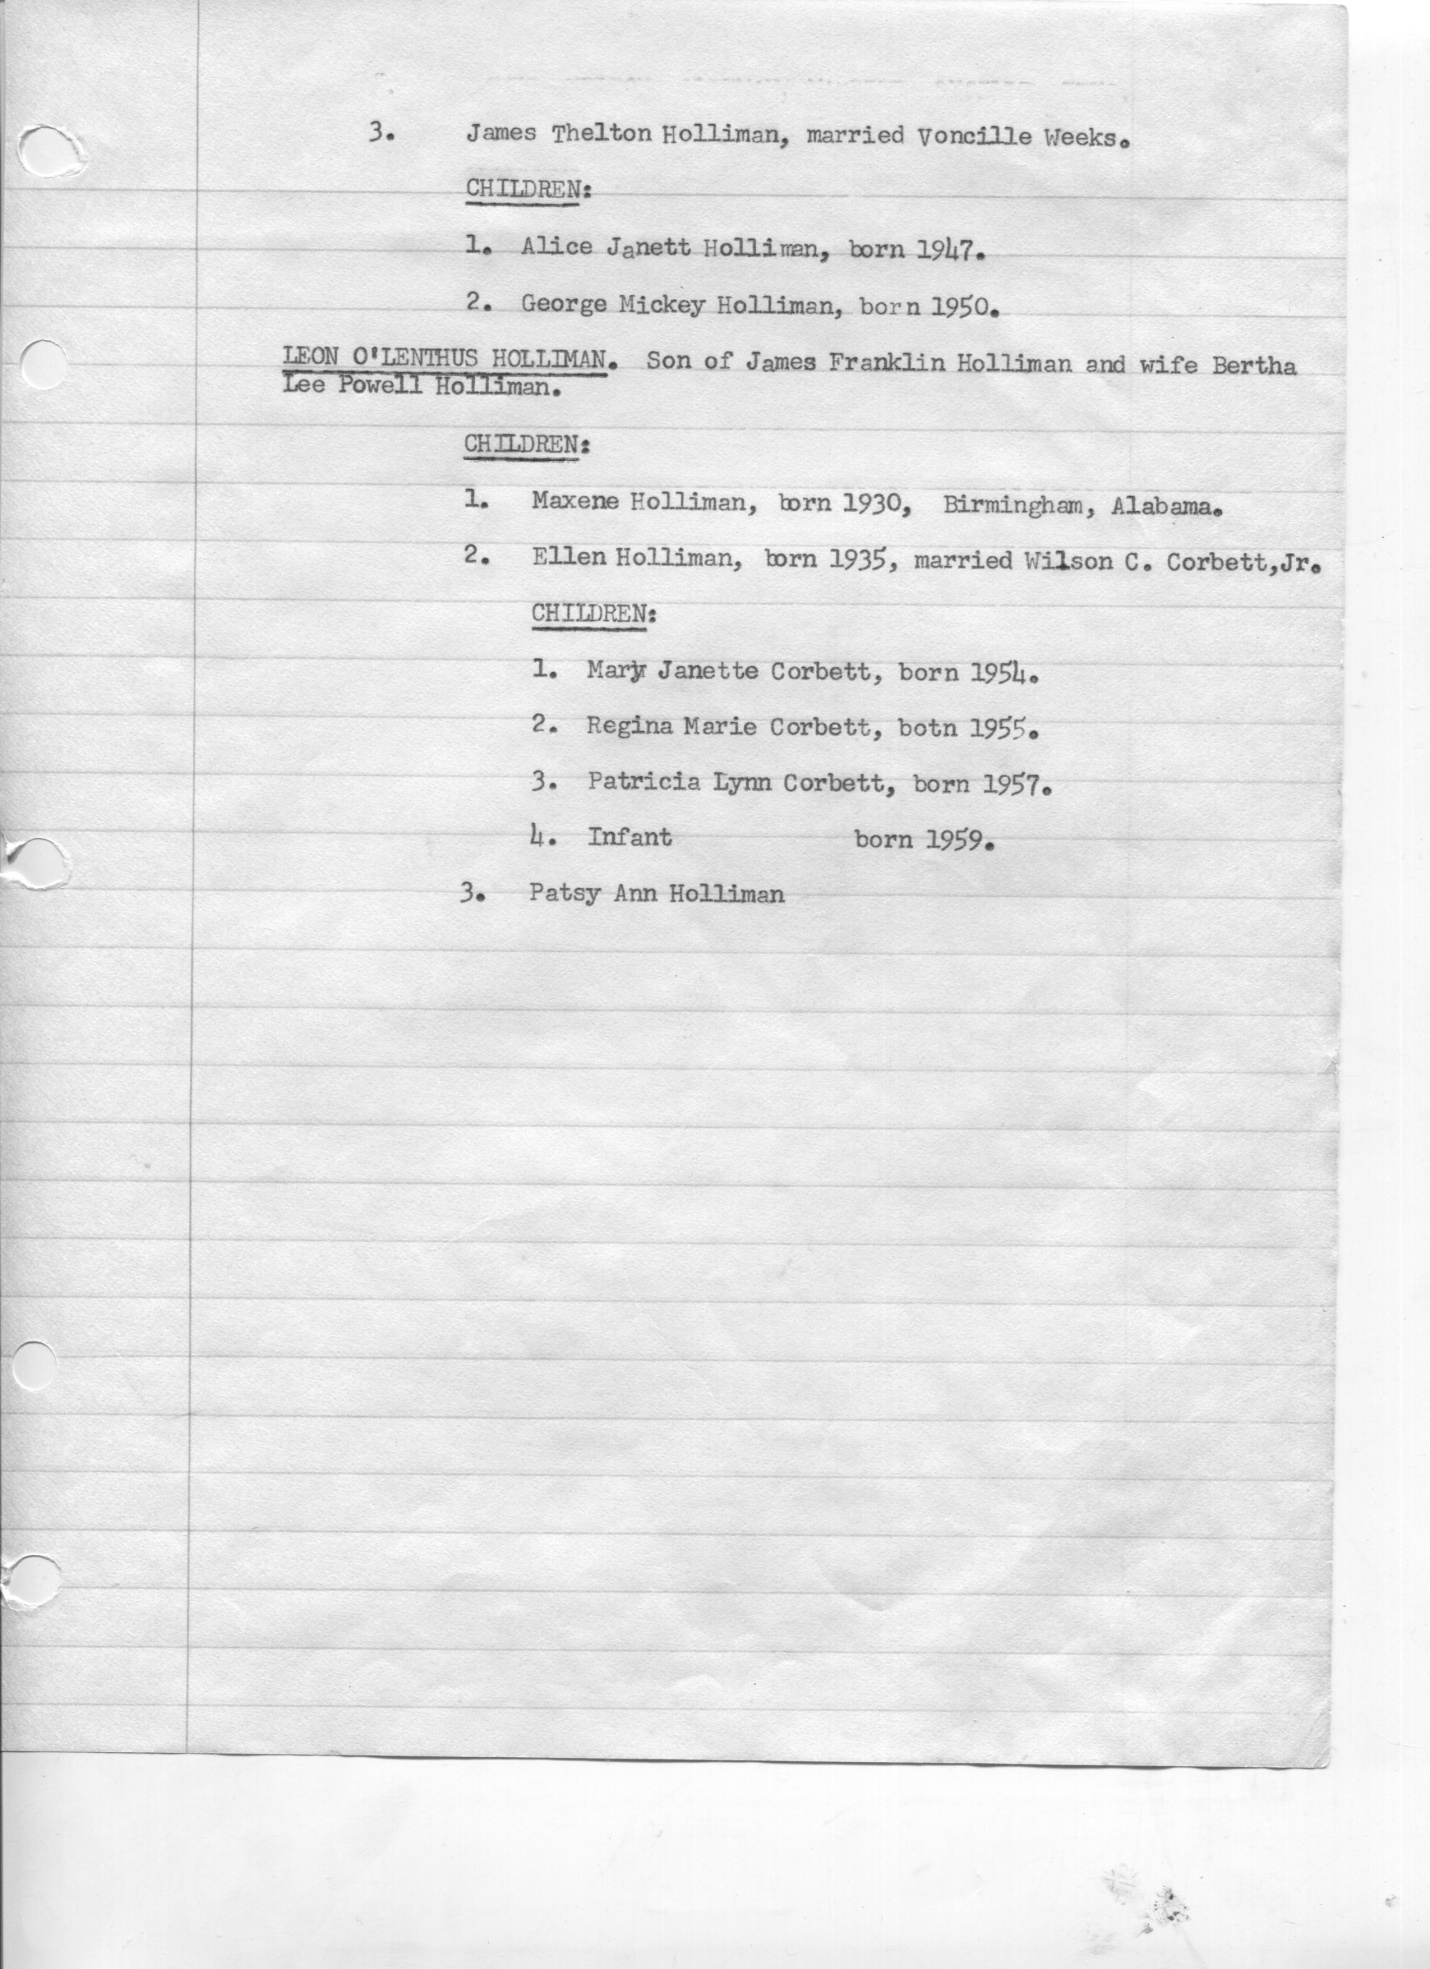 3. James Thelton Holliman, married Voncille Weeks.
CHILDREN:
1. Alice Janett Holliman, born 1947.
2. George Mickey Holliman, born 1950.
LEON O'LENTHUS HOLLIMAN. Son of James Franklin Holliman and wife Bertha
Lee Powell Holliman.
CHILDREN:
1. Maxene Holliman, born 1930, Birmingham, Alabama.
2. Ellen Holliman, born 1935, married Wilson C. Corbett,Jr.
CHILDREN:
1. Mary Janette Corbett, born 1954.
2. Regina Marie Corbett, botn 1955.
3. Patricia Lynn Corbett, born 1957.
4. Infant born 1959.
3. Patsy Ann Holliman